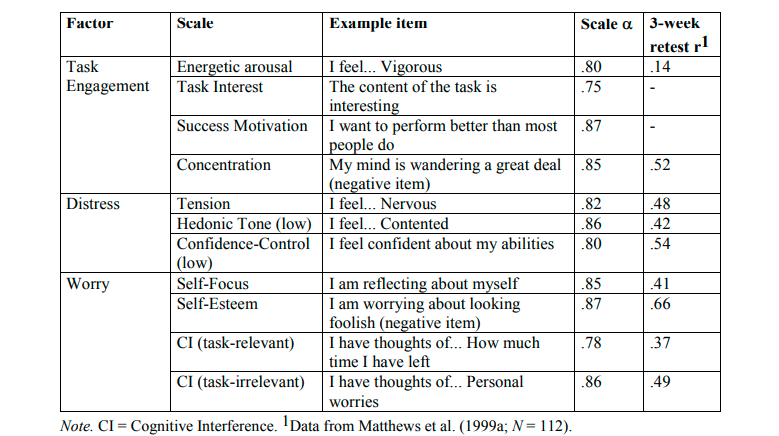 Factor Scale Example item Scale α 3-week
retest r1
Task Energetic arousal I feel... Vigorous .80 .14
Engagement Task Interest The content of the task is .75 -
interesting
Success Motivation I want to perform better than most .87 -
people do
Concentration My mind is wandering a great deal .85 .52
(negative item)
Distress Tension I feel... Nervous .82 .48
Hedonic Tone (low) I feel... Contented .86 .42
Confidence-Control I feel confident about my abilities .80 .54
(low)
Worry Self-Focus I am reflecting about myself .85 .41
Self-Esteem I am worrying about looking .87 .66
foolish (negative item)
CI (task-relevant) I have thoughts of... How much .78 .37
time I have left
CI (task-irrelevant) I have thoughts of... Personal .86 .49
worries
Note. CI = Cognitive Interference. 1Data from Matthews et al. (1999a; N = 112).